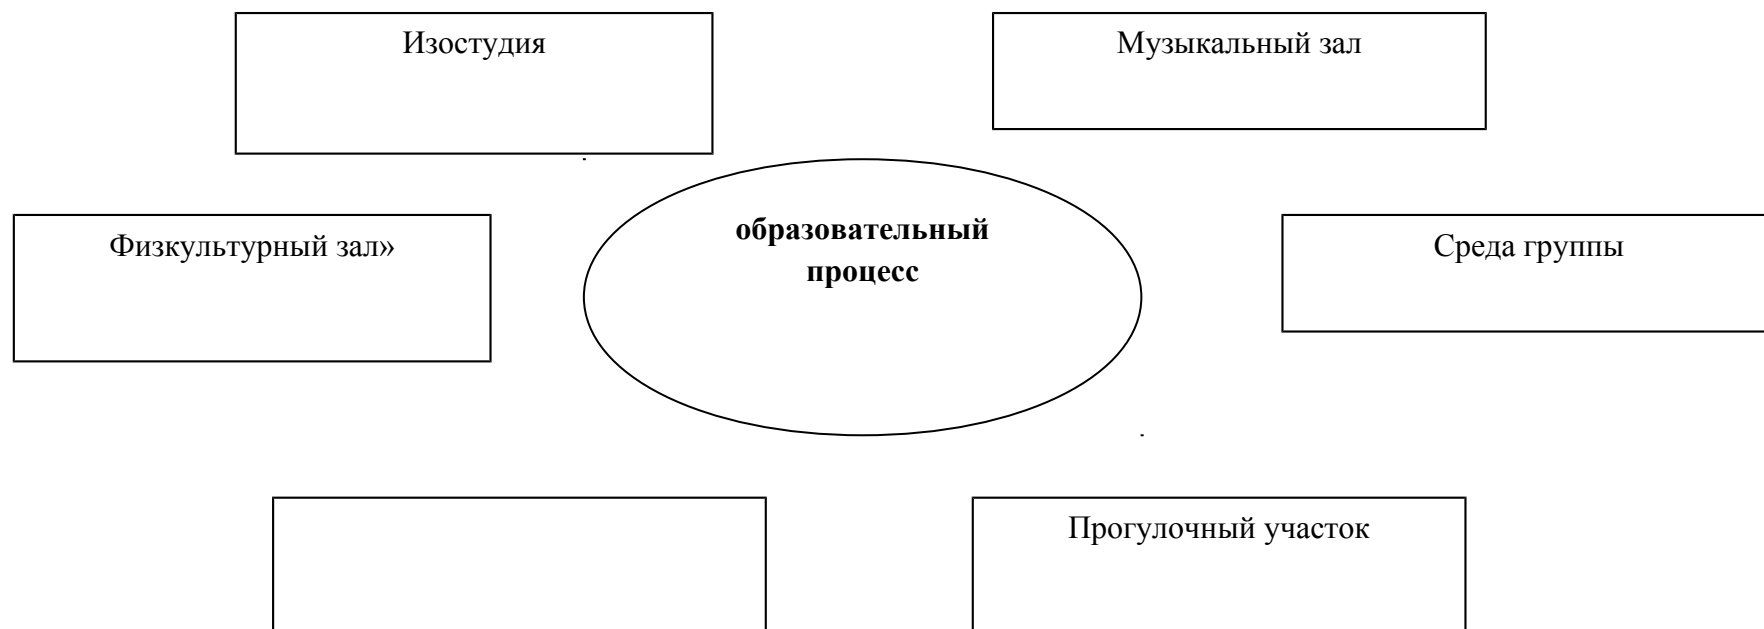 Изостудия
Музыкальный зал
образовательный
процесс
Физкультурный зал»
Среда группы
Прогулочный участок